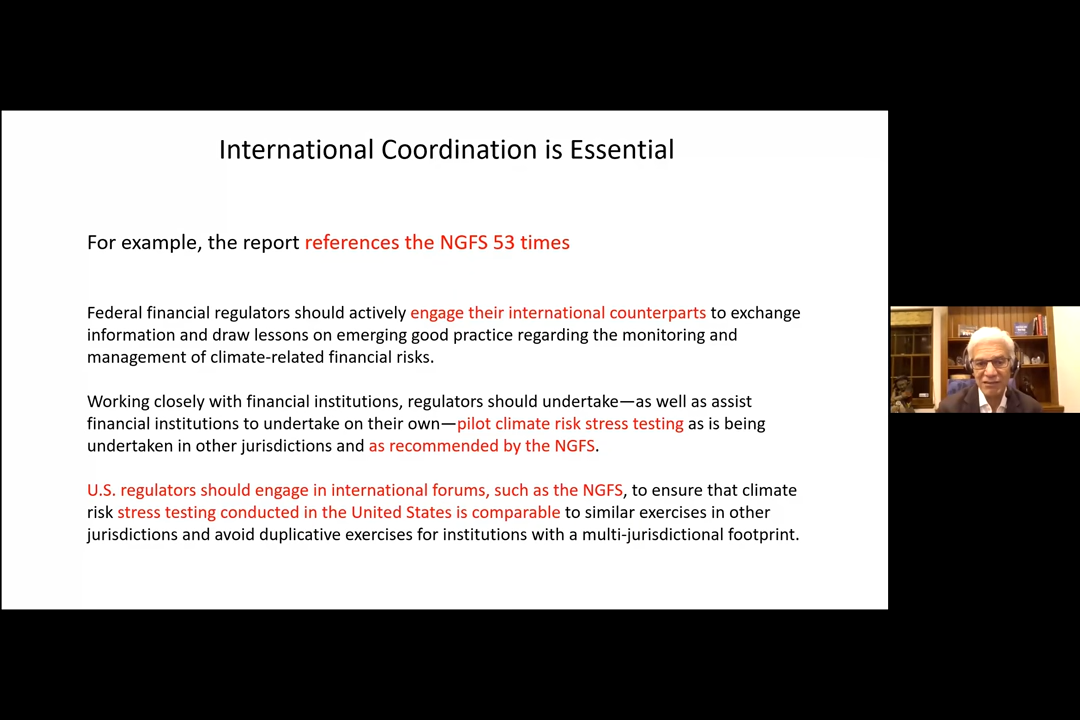 International Coordination is Essential
For example, the report references the NGFS 53 times
Federal financial regulators should actively engage their international counterparts to exchange
information and draw lessons on emerging good practice regarding the monitoring and
management of climate-related financial risks.
Working closely with financial institutions, regulators should undertake—as well as assist
financial institutions to undertake on their own—pilot climate risk stress testing as is being
undertaken in other jurisdictions and as recommended by the NGFS.
U.S. regulators should engage in international forums, such as the NGFS, to ensure that climate
risk stress testing conducted in the United States is comparable to similar exercises in other
jurisdictions and avoid duplicative exercises for institutions with a multi-jurisdictional footprint.